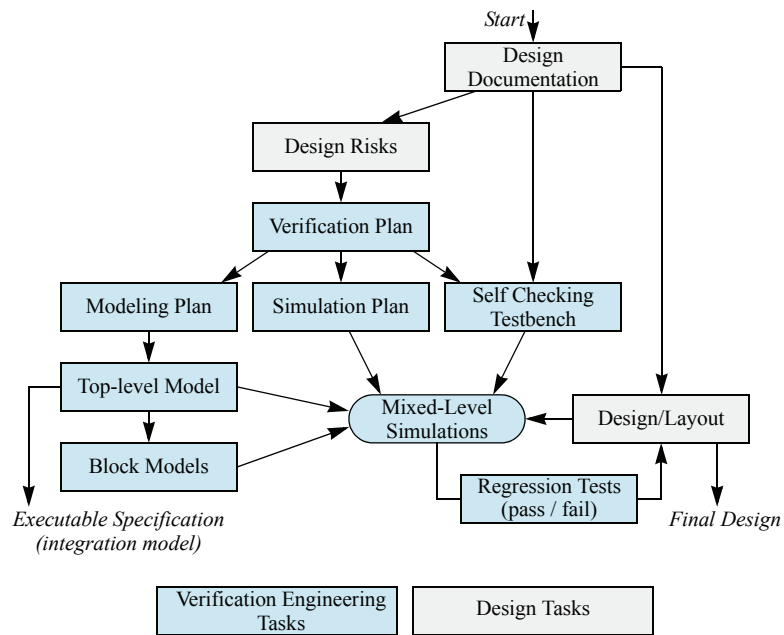 Start
Design
Documentation
Design Risks
Verification Plan
Modeling Plan
Simulation Plan
Self Checking
Testbench
Top-level Model
Mixed-Level
Simulations
Design/Layout
Block Models
Regression Tests
(pass / fail)
Executable Specification
(integration model)
Final Design
Verification Engineering
Tasks
Design Tasks